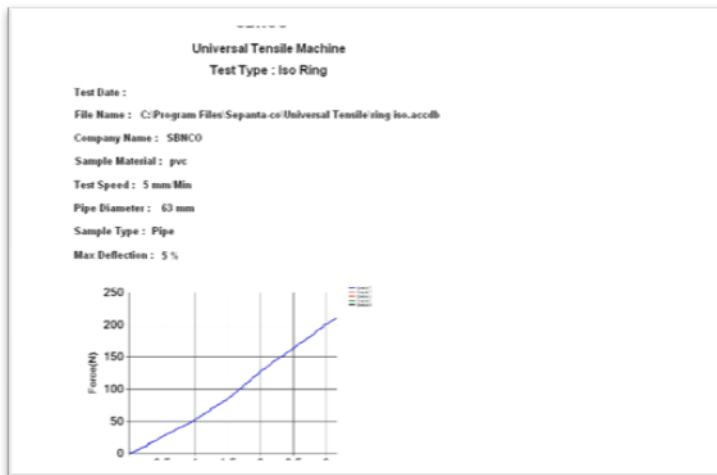 Universal Tensile Machine
Test Type : Iso Ring
Test Date :
File Name : C:\Program Files\Sepanta-co\Universal Tensile\ring iso.accdb
Company Name : SBNCO
Sample Material : pvc
Test Speed : 5 mm/Min
Pipe Diameter : 63 mm
Sample Type : Pipe
Max Deflection : 5 %
250
200
150
100
50
0
Force(N)